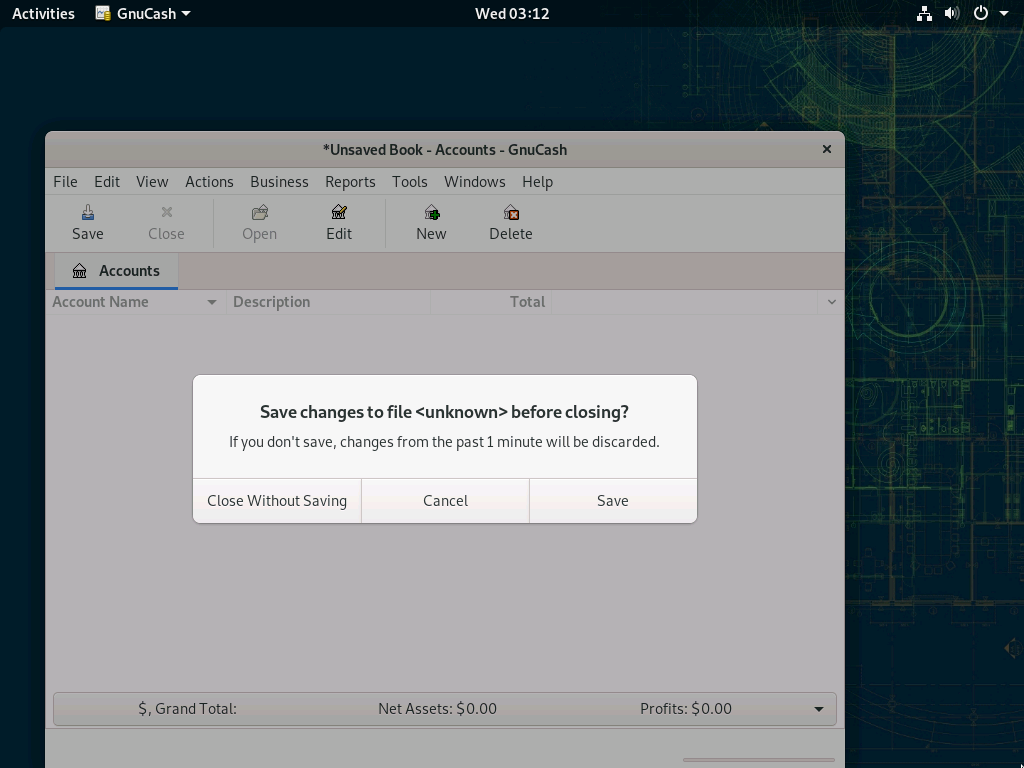 Activities GnuCash Wed 03:12
*Unsaved Book - Accounts - GnuCash
File Edit View Actions Business Reports Tools Windows Help
Save Close Open Edit New Delete
Accounts
Account Name Description Total
Save changes to file <unknown> before closing?
If you don't save, changes from the past 1 minute will be discarded.
Close Without Saving Cancel Save
$, Grand Total: Net Assets: $0.00 Profits: $0.00